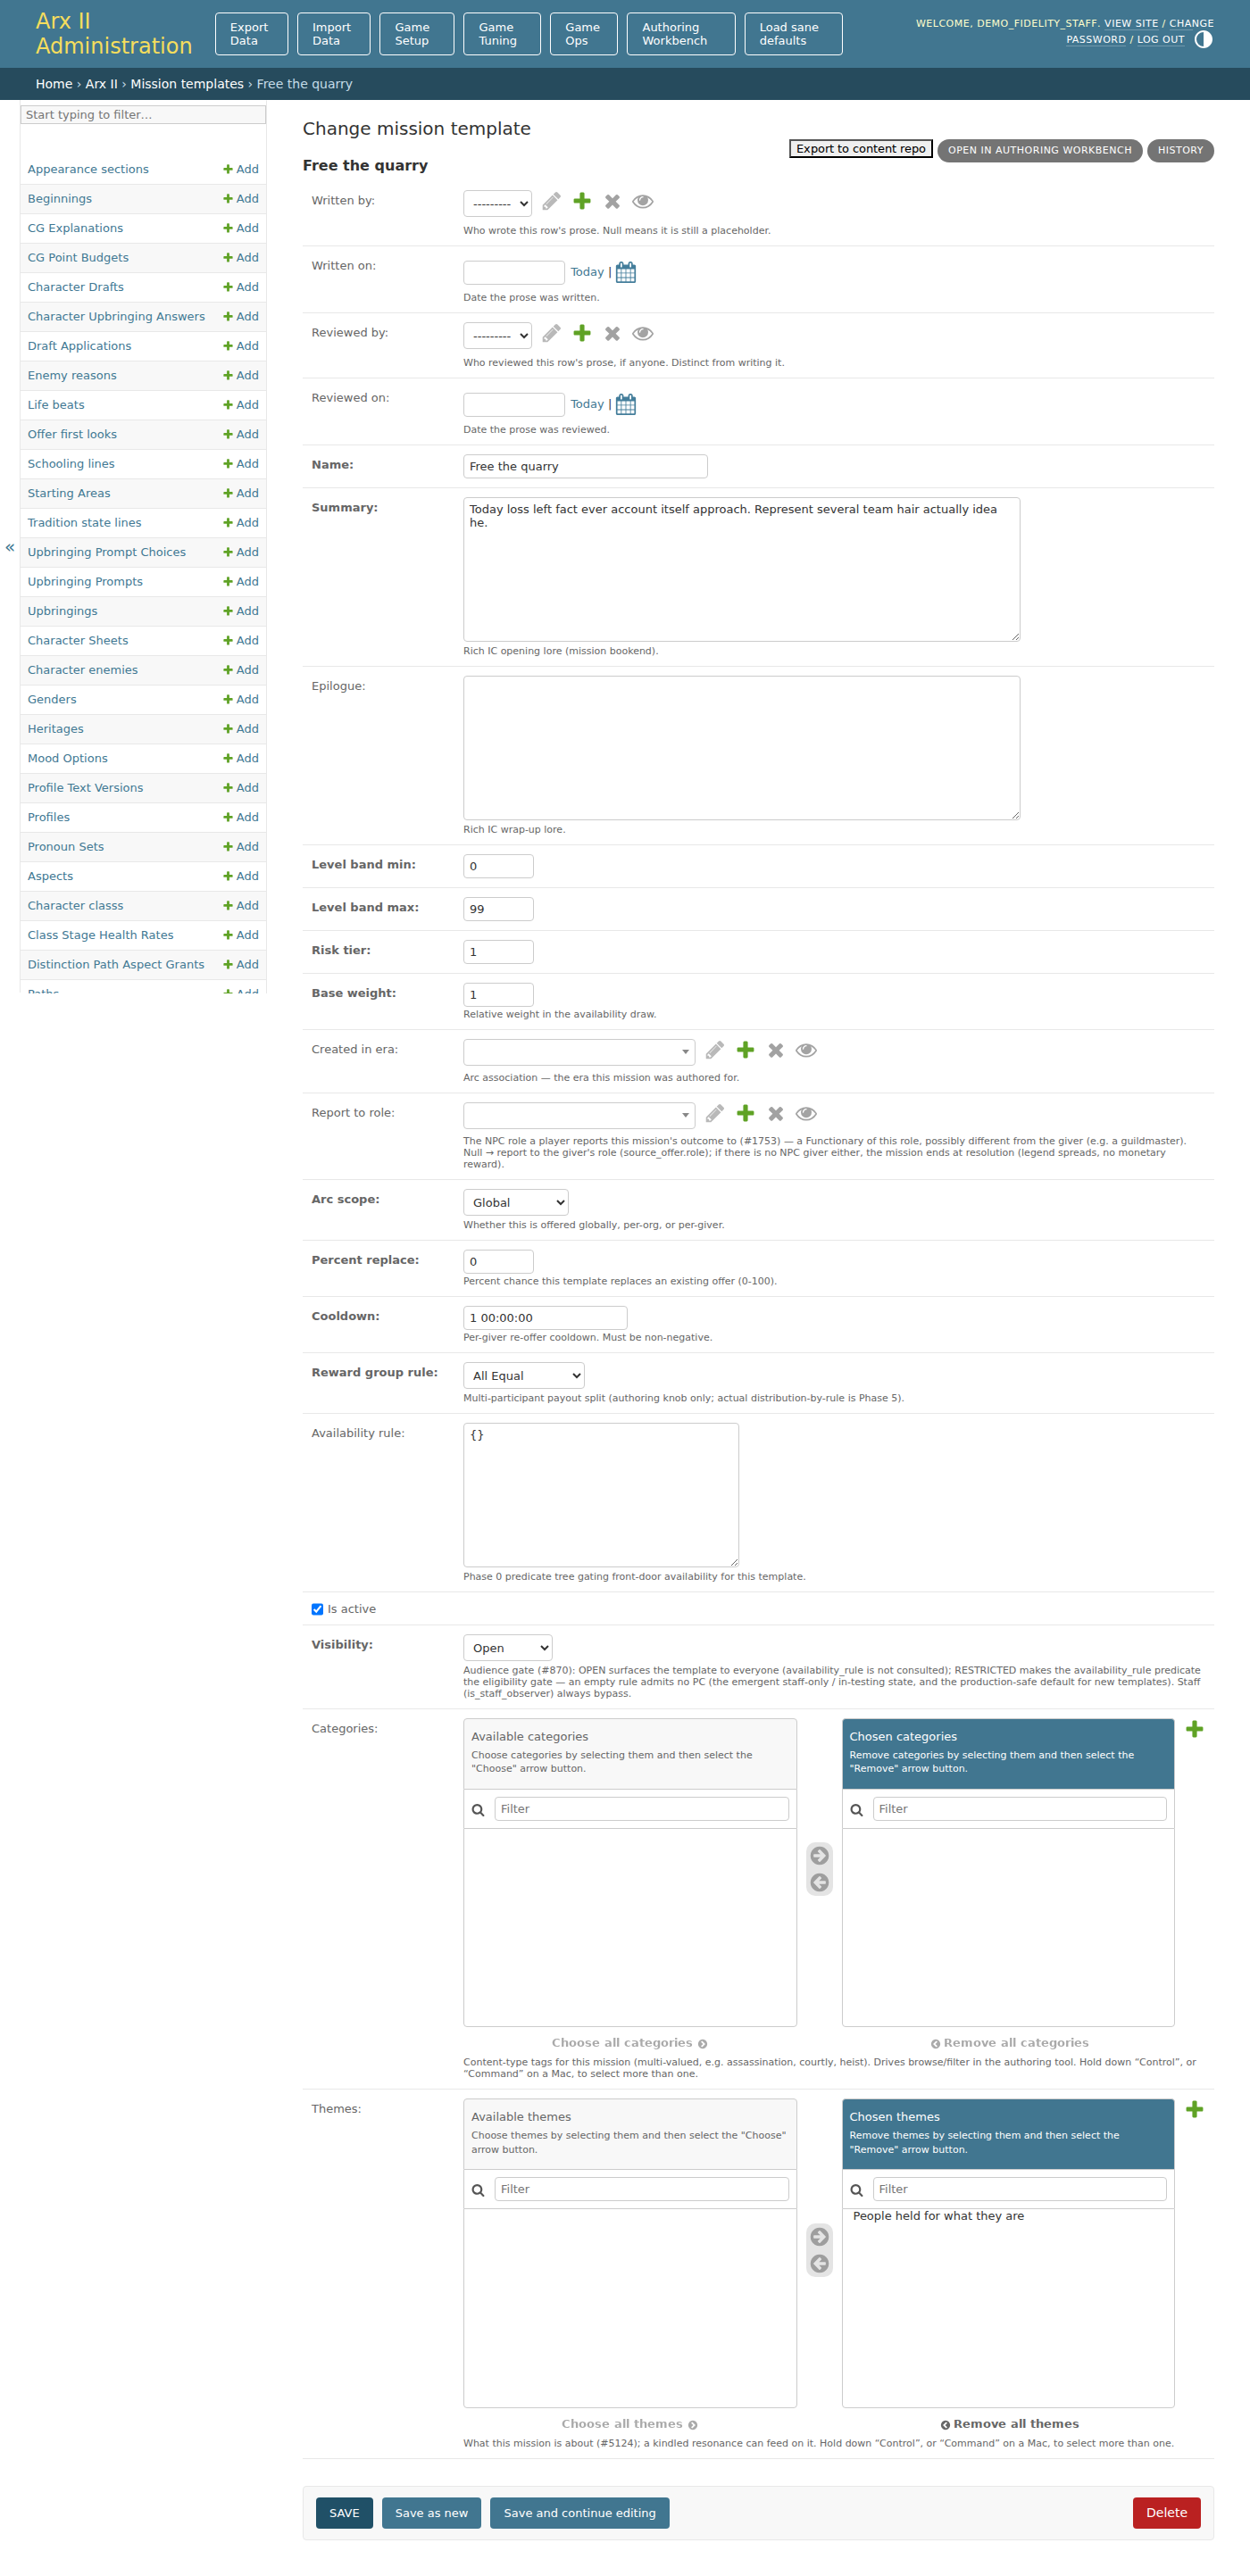 Arx II
Administration
Export
Data
Import
Data
Game
Setup
Game
Tuning
Game
Ops
Authoring
Workbench
Load sane
defaults
WELCOME, DEMO_FIDELITY_STAFF. VIEW SITE / CHANGE
PASSWORD / LOG OUT
Home › Arx II › Mission templates › Free the quarry
Start typing to filter...
Appearance sections Add
Beginnings Add
CG Explanations Add
CG Point Budgets Add
Character Drafts Add
Character Upbringing Answers Add
Draft Applications Add
Enemy reasons Add
Life beats Add
Offer first looks Add
Schooling lines Add
Starting Areas Add
Tradition state lines Add
«
Upbringing Prompt Choices Add
Upbringing Prompts Add
Upbringings Add
Character Sheets Add
Character enemies Add
Genders Add
Heritages Add
Mood Options Add
Profile Text Versions Add
Profiles Add
Pronoun Sets Add
Aspects Add
Character classs Add
Class Stage Health Rates Add
Distinction Path Aspect Grants Add
Paths Add
Change mission template
Export to content repo
OPEN IN AUTHORING WORKBENCH
HISTORY
Free the quarry
Written by: ---------
Who wrote this row's prose. Null means it is still a placeholder.
Written on: Today |
Date the prose was written.
Reviewed by: ---------
Who reviewed this row's prose, if anyone. Distinct from writing it.
Reviewed on: Today |
Date the prose was reviewed.
Name: Free the quarry
Summary: Today loss left fact ever account itself approach. Represent several team hair actually idea
he.
Rich IC opening lore (mission bookend).
Epilogue:
Rich IC wrap-up lore.
Level band min: 0
Level band max: 99
Risk tier: 1
Base weight: 1
Relative weight in the availability draw.
Created in era:
Arc association — the era this mission was authored for.
Report to role:
The NPC role a player reports this mission's outcome to (#1753) — a Functionary of this role, possibly different from the giver (e.g. a guildmaster).
Null → report to the giver's role (source_offer.role); if there is no NPC giver either, the mission ends at resolution (legend spreads, no monetary
reward).
Arc scope: Global
Whether this is offered globally, per-org, or per-giver.
Percent replace: 0
Percent chance this template replaces an existing offer (0-100).
Cooldown: 1 00:00:00
Per-giver re-offer cooldown. Must be non-negative.
Reward group rule: All Equal
Multi-participant payout split (authoring knob only; actual distribution-by-rule is Phase 5).
Availability rule: {}
Phase 0 predicate tree gating front-door availability for this template.
Is active
Visibility: Open
Audience gate (#870): OPEN surfaces the template to everyone (availability_rule is not consulted); RESTRICTED makes the availability_rule predicate
the eligibility gate — an empty rule admits no PC (the emergent staff-only / in-testing state, and the production-safe default for new templates). Staff
(is_staff_observer) always bypass.
Categories:
Available categories
Choose categories by selecting them and then select the
"Choose" arrow button.
Filter
Chosen categories
Remove categories by selecting them and then select the
"Remove" arrow button.
Filter
Choose all categories
Remove all categories
Content-type tags for this mission (multi-valued, e.g. assassination, courtly, heist). Drives browse/filter in the authoring tool. Hold down “Control”, or
“Command” on a Mac, to select more than one.
Themes:
Available themes
Choose themes by selecting them and then select the "Choose"
arrow button.
Filter
Chosen themes
Remove themes by selecting them and then select the
"Remove" arrow button.
Filter
People held for what they are
Choose all themes
Remove all themes
What this mission is about (#5124); a kindled resonance can feed on it. Hold down “Control”, or “Command” on a Mac, to select more than one.
SAVE
Save as new
Save and continue editing
Delete